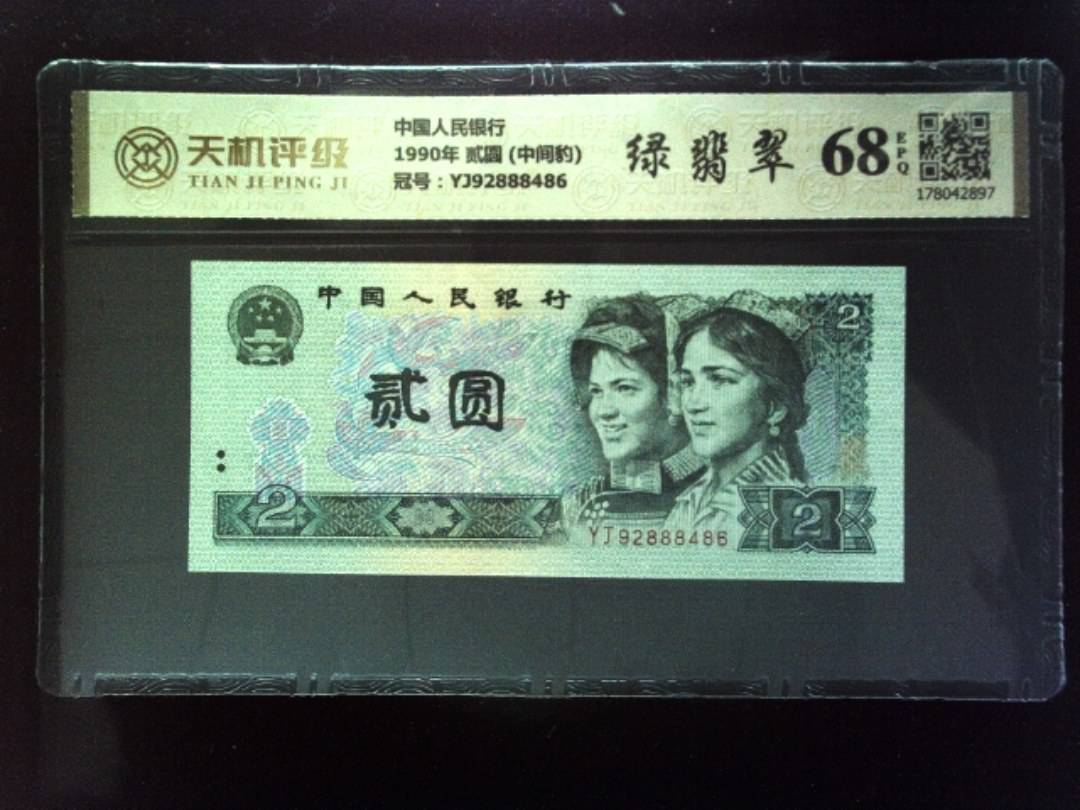 天机评级
TIAN JI PING JI
中国人民银行
1990年 贰圆 (中间豹)
冠号：YJ92888486
绿翡翠
68
EPQ
178042897
中国人民银行
2
贰圆
2
YJ92888486
2